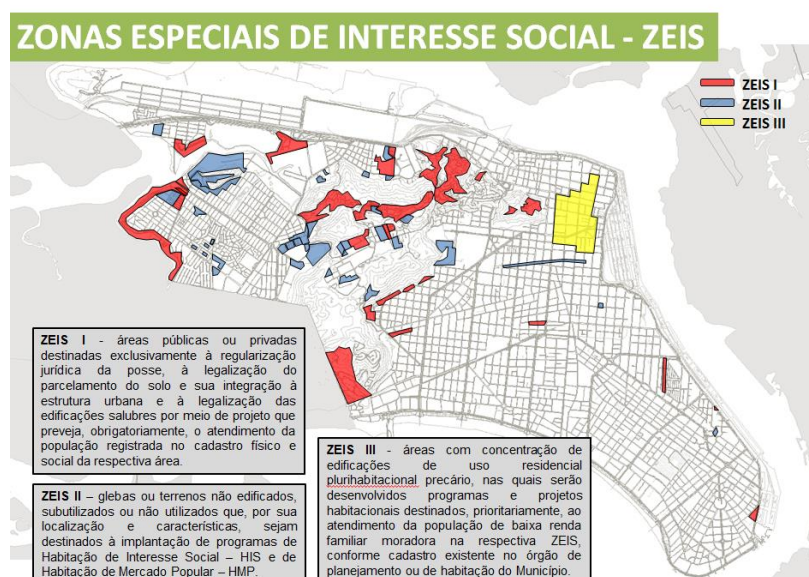 ZONAS ESPECIAIS DE INTERESSE SOCIAL - ZEIS
ZEIS I
ZEIS II
ZEIS III
ZEIS I - áreas públicas ou privadas
destinadas exclusivamente à regularização
jurídica da posse, à legalização do
parcelamento do solo e sua integração à
estrutura urbana e à legalização das
edificações salubres por meio de projeto que
preveja, obrigatoriamente, o atendimento da
população registrada no cadastro físico e
social da respectiva área.
ZEIS II – glebas ou terrenos não edificados,
subutilizados ou não utilizados que, por sua
localização e características, sejam
destinados à implantação de programas de
Habitação de Interesse Social – HIS e de
Habitação de Mercado Popular – HMP.
ZEIS III - áreas com concentração de
edificações de uso residencial
plurihabitacional precário, nas quais serão
desenvolvidos programas e projetos
habitacionais destinados, prioritariamente, ao
atendimento da população de baixa renda
familiar moradora na respectiva ZEIS,
conforme cadastro existente no órgão de
planejamento ou de habitação do Município.